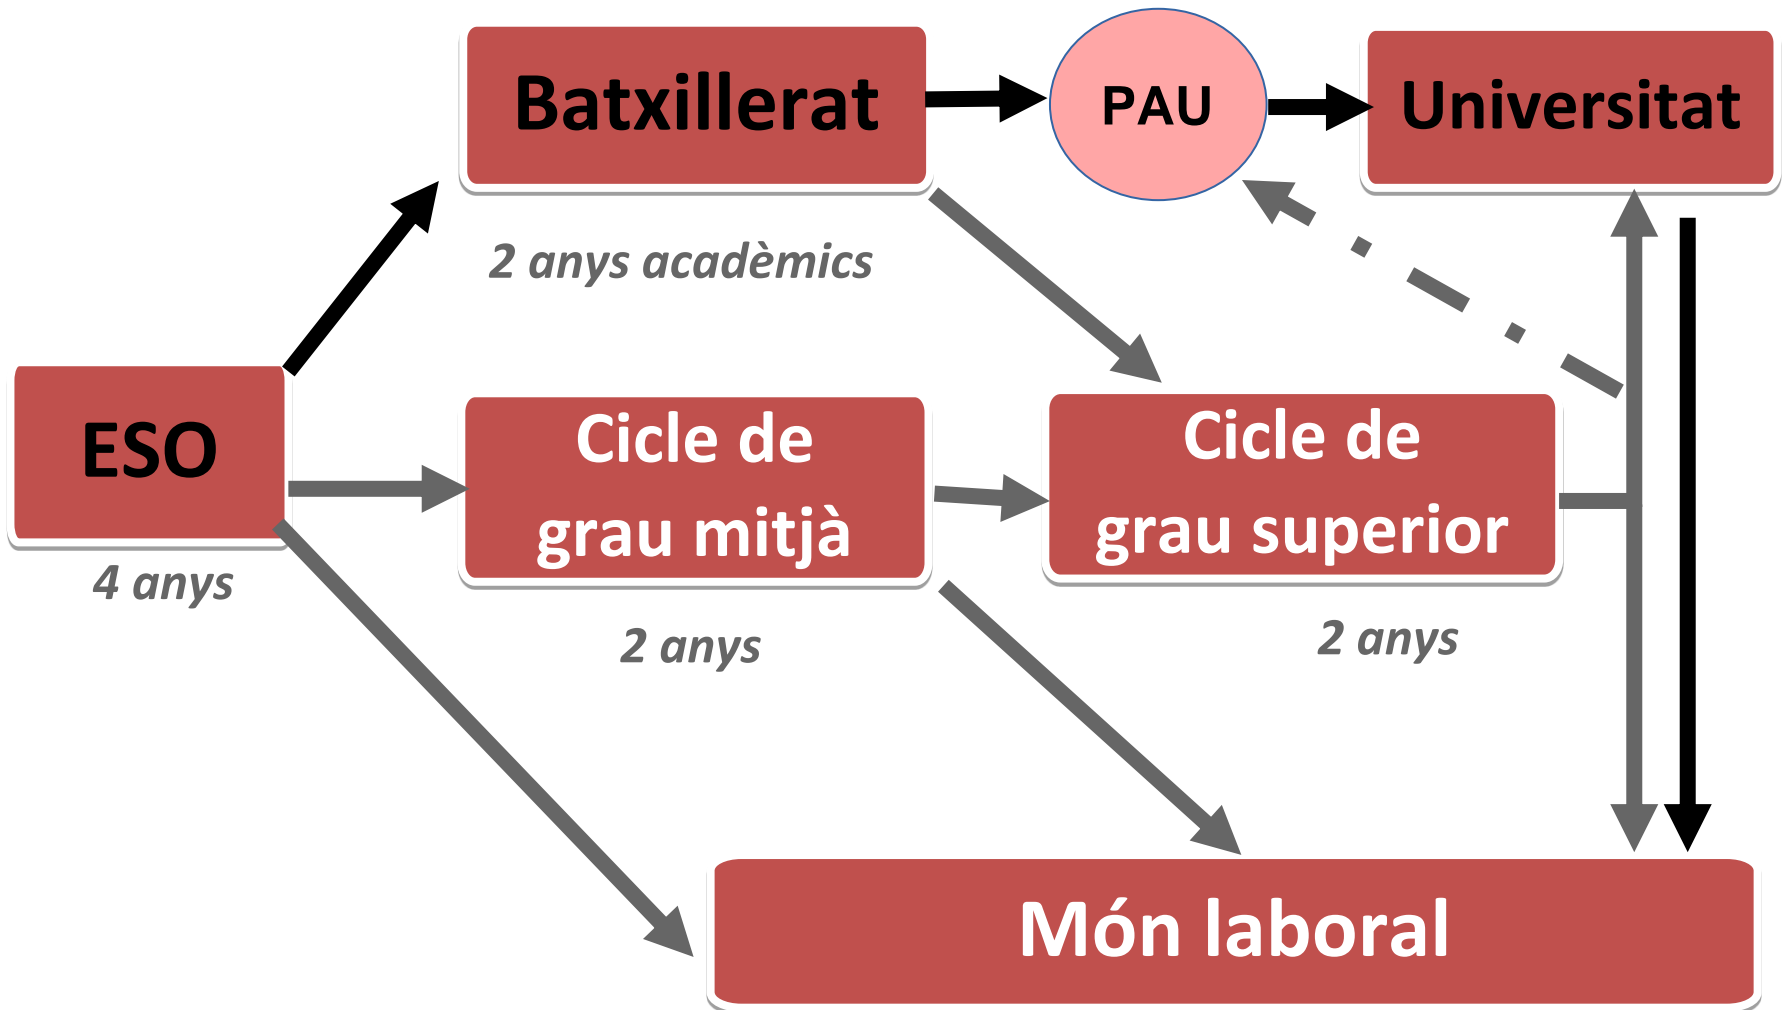 Batxillerat
PAU
Universitat
2 anys acadèmics
ESO
4 anys
Cicle de
grau mitjà
2 anys
Cicle de
grau superior
2 anys
Món laboral